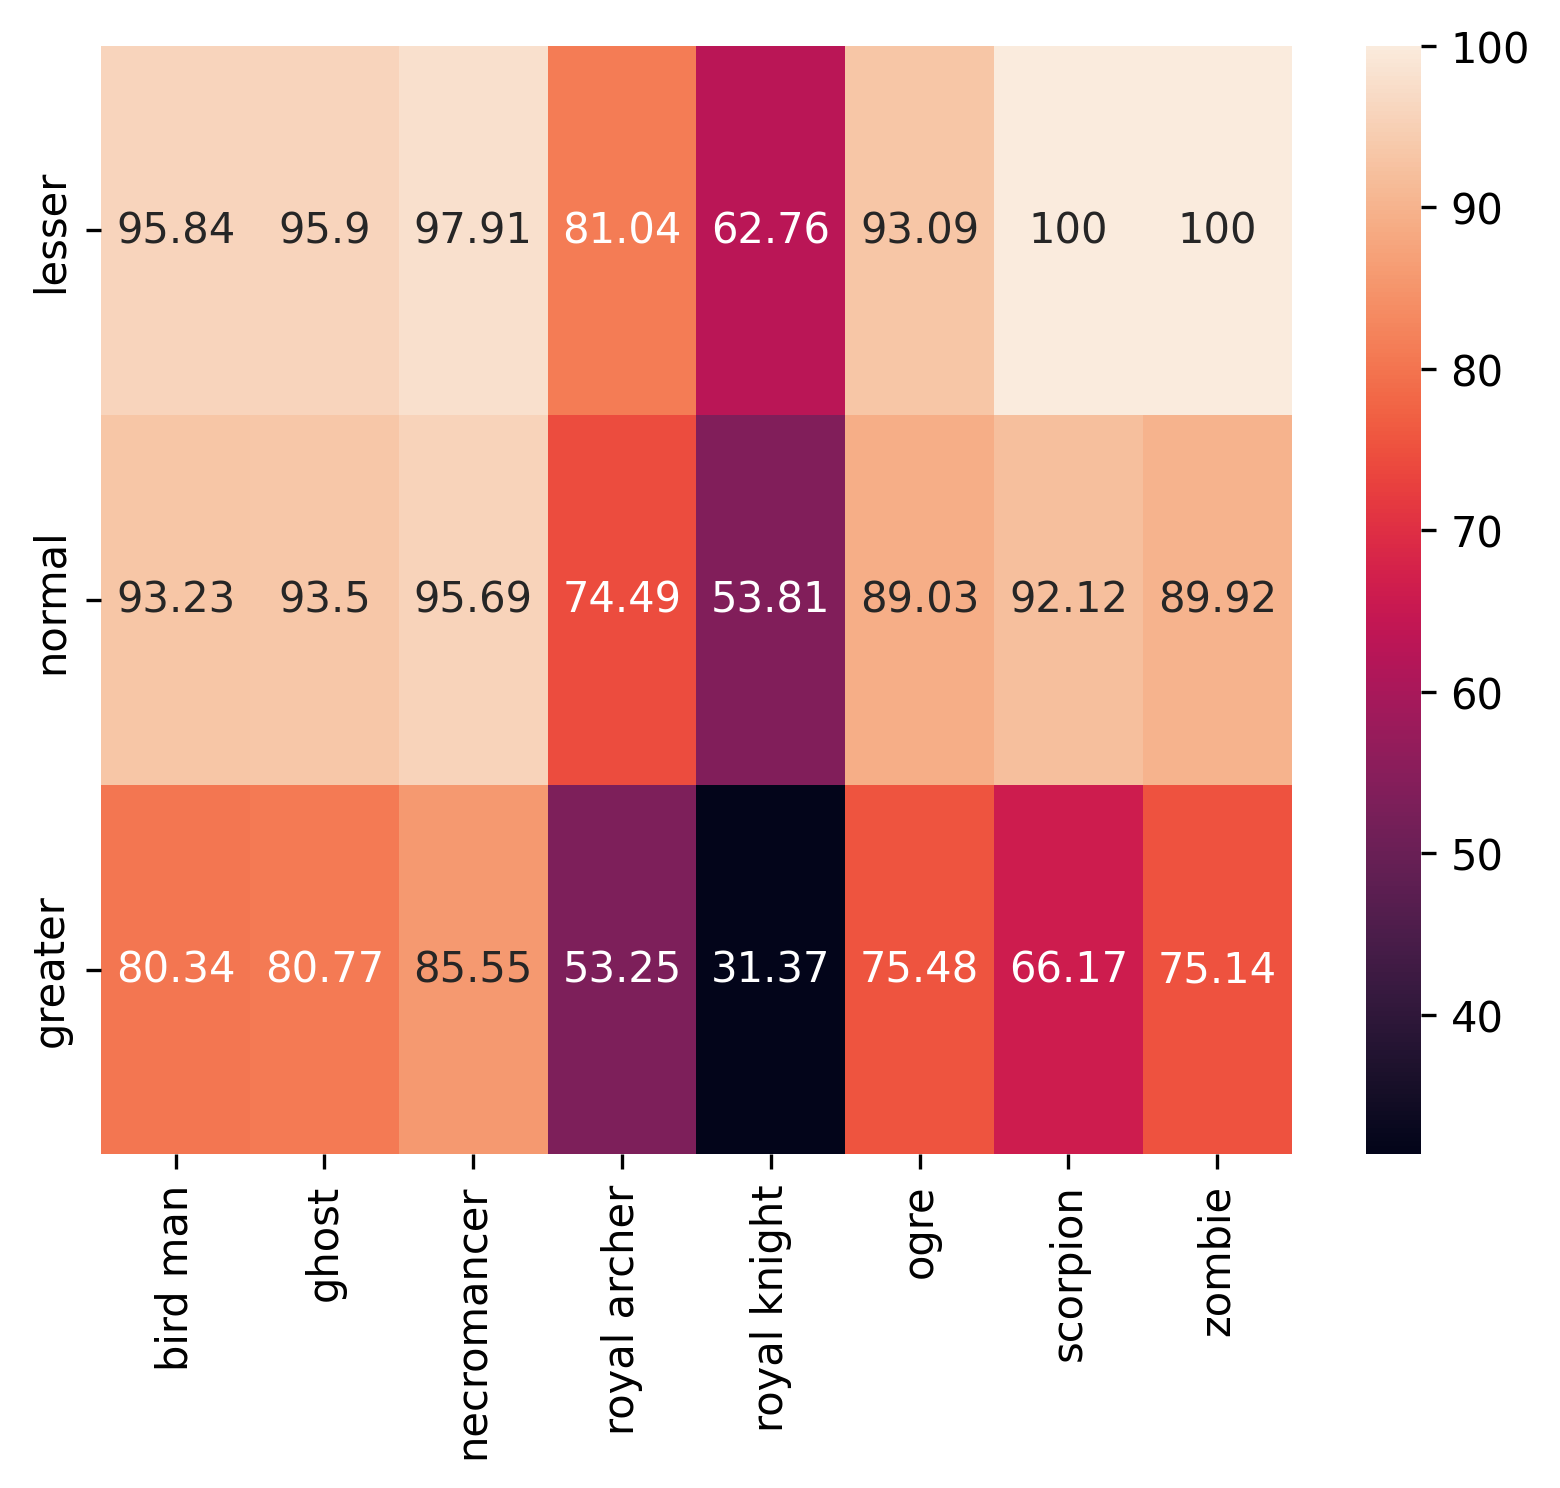 lesser 95.84 95.9 97.91 81.04 62.76 93.09 100 100
normal 93.23 93.5 95.69 74.49 53.81 89.03 92.12 89.92
greater 80.34 80.77 85.55 53.25 31.37 75.48 66.17 75.14
bird man
ghost
necromancer
royal archer
royal knight
ogre
scorpion
zombie
100
90
80
70
60
50
40